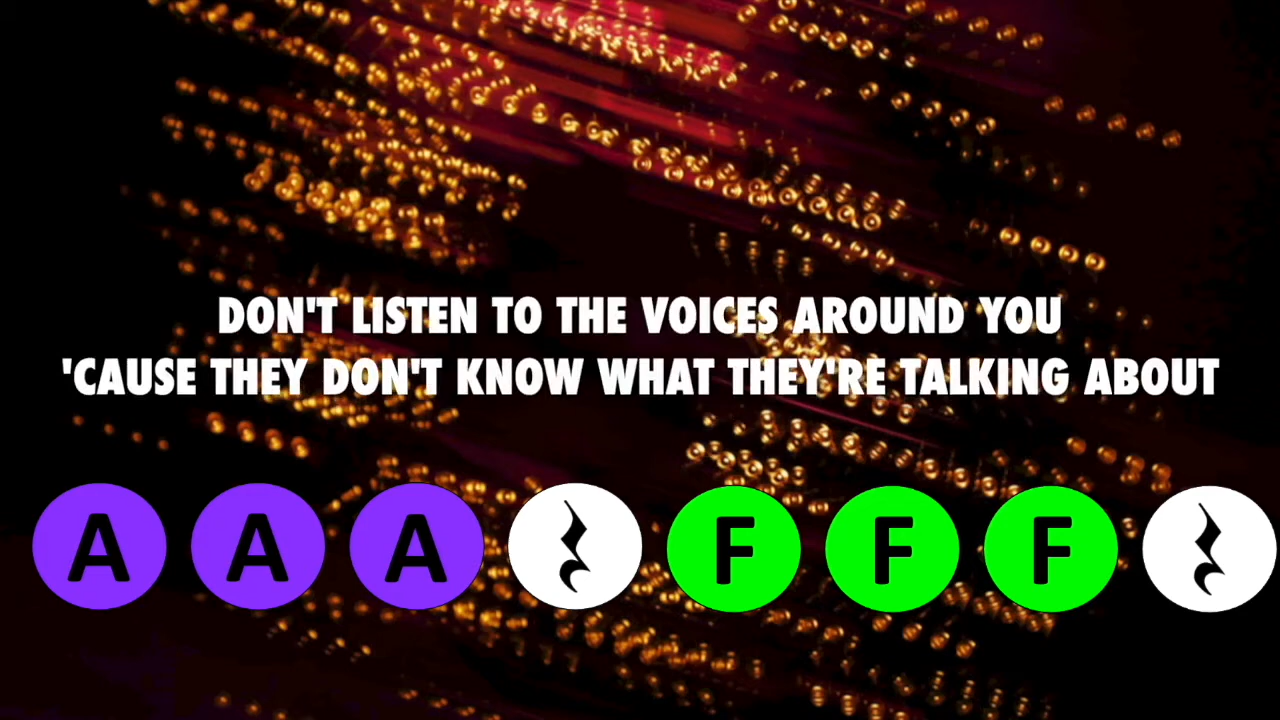 DON'T LISTEN TO THE VOICES AROUND YOU
'CAUSE THEY DON'T KNOW WHAT THEY'RE TALKING ABOUT
A A A 𝄽 F F F 𝄽